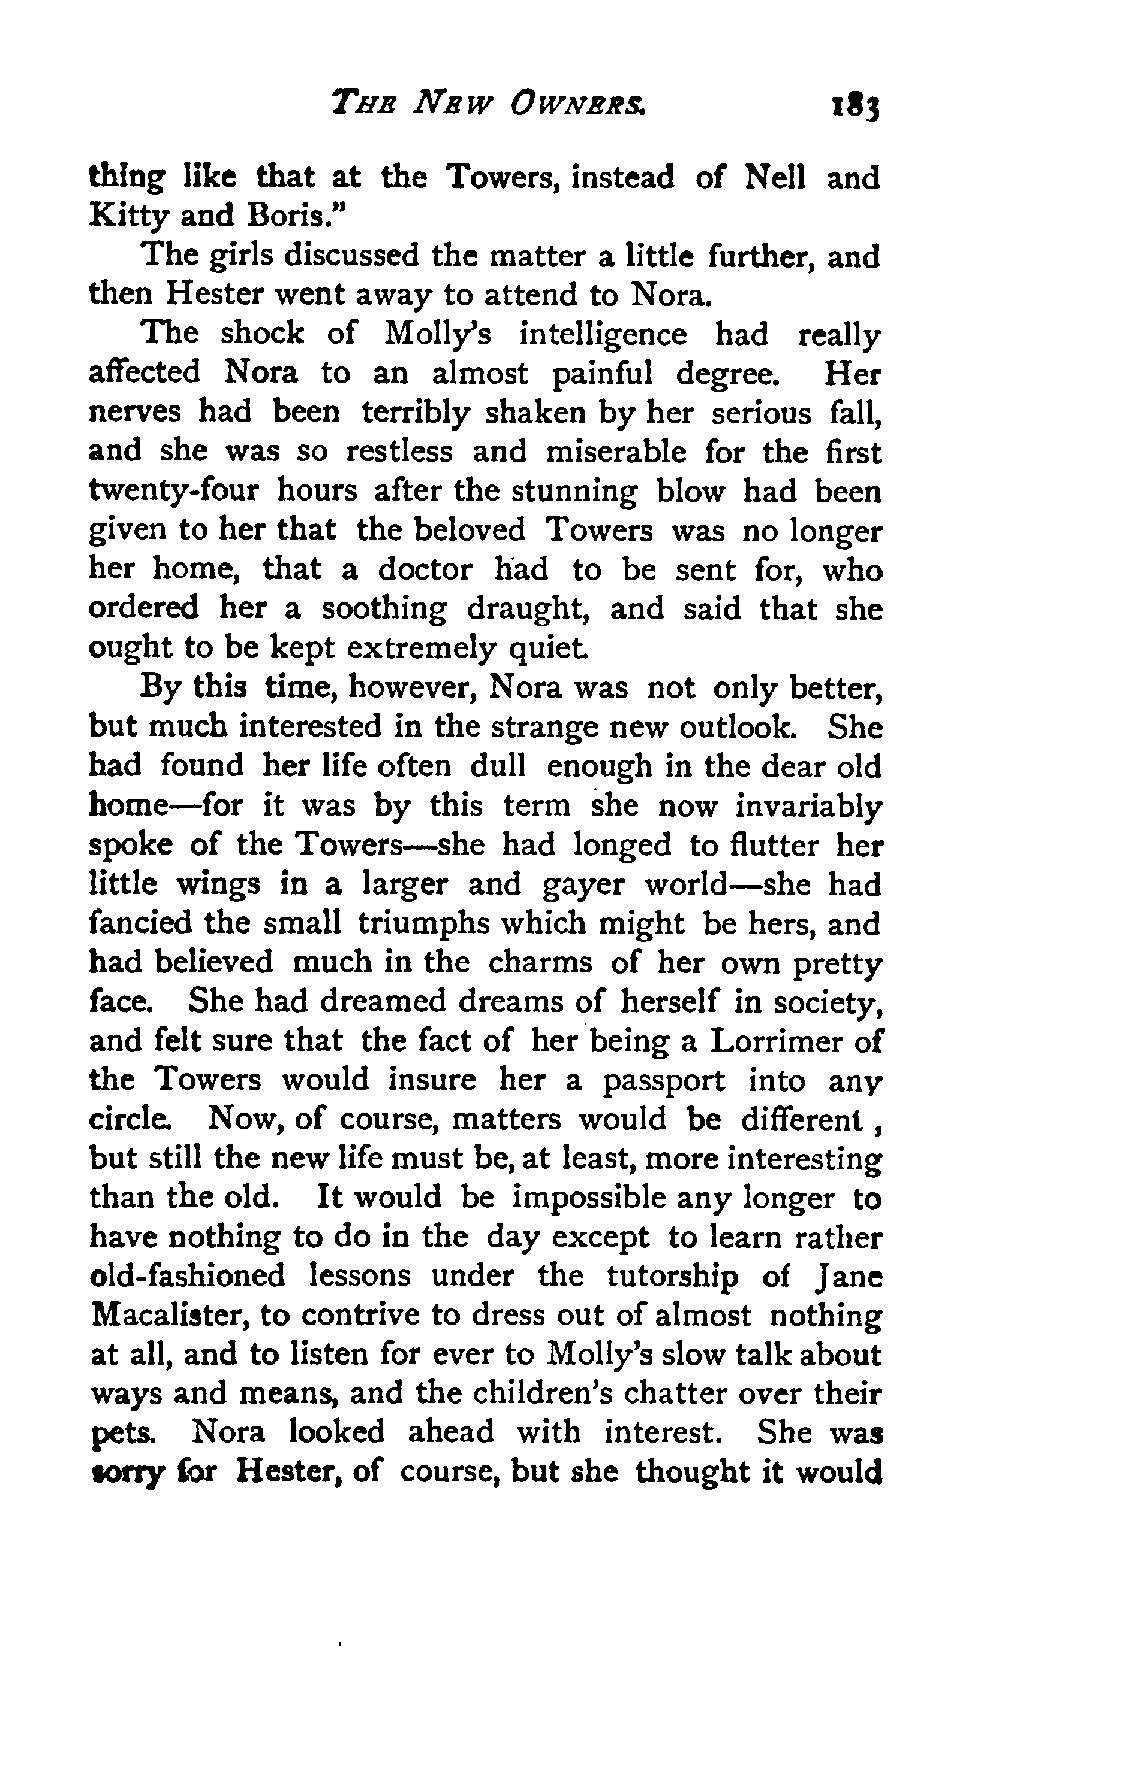 THE NEW OWNERS. 183
thing like that at the Towers, instead of Nell and
Kitty and Boris."
The girls discussed the matter a little further, and
then Hester went away to attend to Nora.
The shock of Molly's intelligence had really
affected Nora to an almost painful degree. Her
nerves had been terribly shaken by her serious fall,
and she was so restless and miserable for the first
twenty-four hours after the stunning blow had been
given to her that the beloved Towers was no longer
her home, that a doctor had to be sent for, who
ordered her a soothing draught, and said that she
ought to be kept extremely quiet.
By this time, however, Nora was not only better,
but much interested in the strange new outlook. She
had found her life often dull enough in the dear old
home—for it was by this term she now invariably
spoke of the Towers—she had longed to flutter her
little wings in a larger and gayer world—she had
fancied the small triumphs which might be hers, and
had believed much in the charms of her own pretty
face. She had dreamed dreams of herself in society,
and felt sure that the fact of her being a Lorrimer of
the Towers would insure her a passport into any
circle. Now, of course, matters would be different,
but still the new life must be, at least, more interesting
than the old. It would be impossible any longer to
have nothing to do in the day except to learn rather
old-fashioned lessons under the tutorship of Jane
Macalister, to contrive to dress out of almost nothing
at all, and to listen for ever to Molly's slow talk about
ways and means, and the children's chatter over their
pets. Nora looked ahead with interest. She was
sorry for Hester, of course, but she thought it would